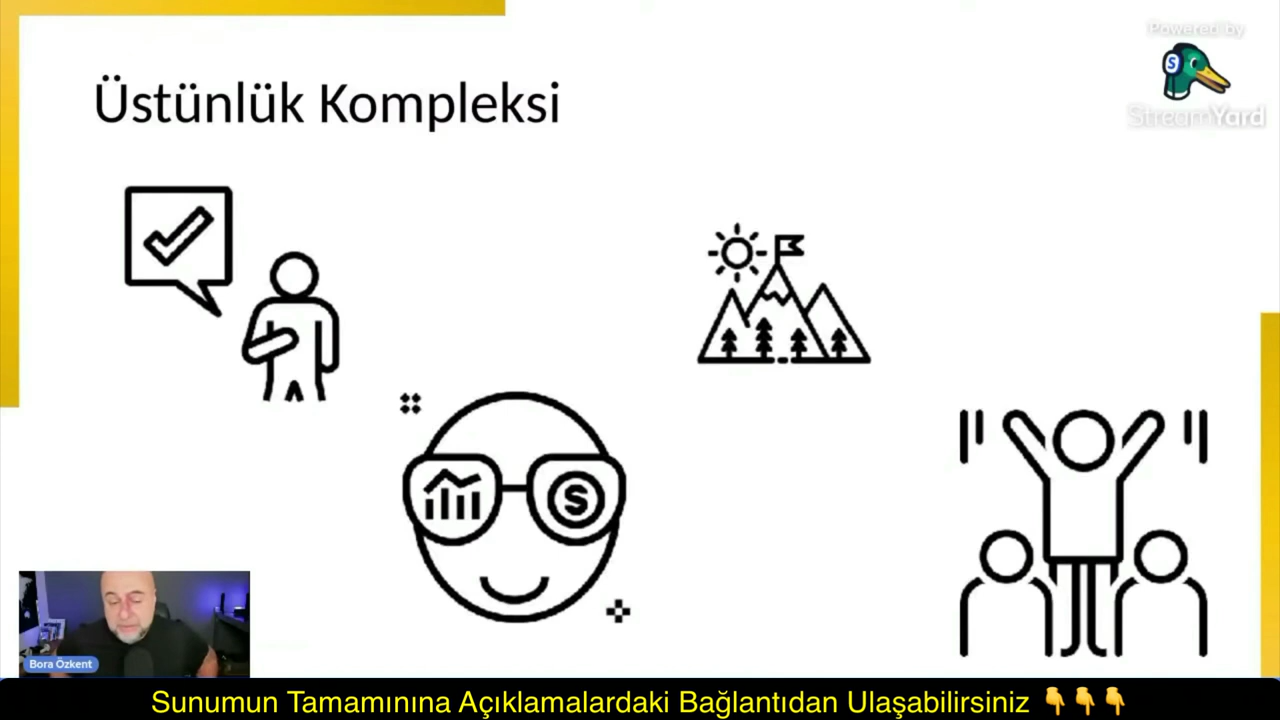 Powered by
StreamYard
Üstünlük Kompleksi
S
S
Bora Özkent
Sunumun Tamamınına Açıklamalardaki Bağlantıdan Ulaşabilirsiniz 👇👇👇